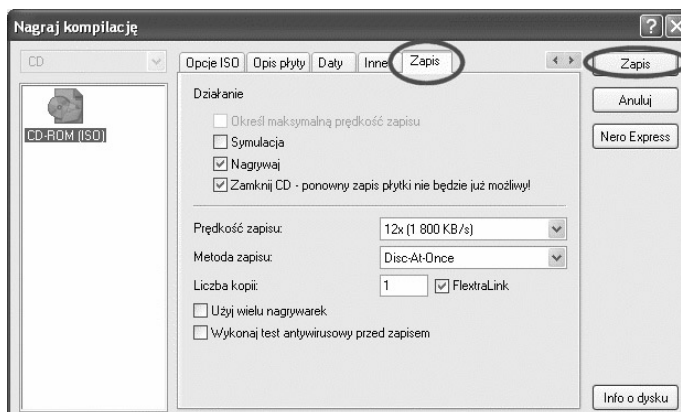 Nagraj kompilację
CD
Opcje ISO Opis płyty Daty Inne Zapis
Zapis
Działanie
Anuluj
Określ maksymalną prędkość zapisu
CD-ROM (ISO)
Nero Express
Symulacja
Nagrywaj
Zamknij CD - ponowny zapis płytki nie będzie już możliwy!
Prędkość zapisu: 12x (1 800 KB/s)
Metoda zapisu: Disc-At-Once
Liczba kopii: 1 FlextraLink
Użyj wielu nagrywarek
Wykonaj test antywirusowy przed zapisem
Info o dysku